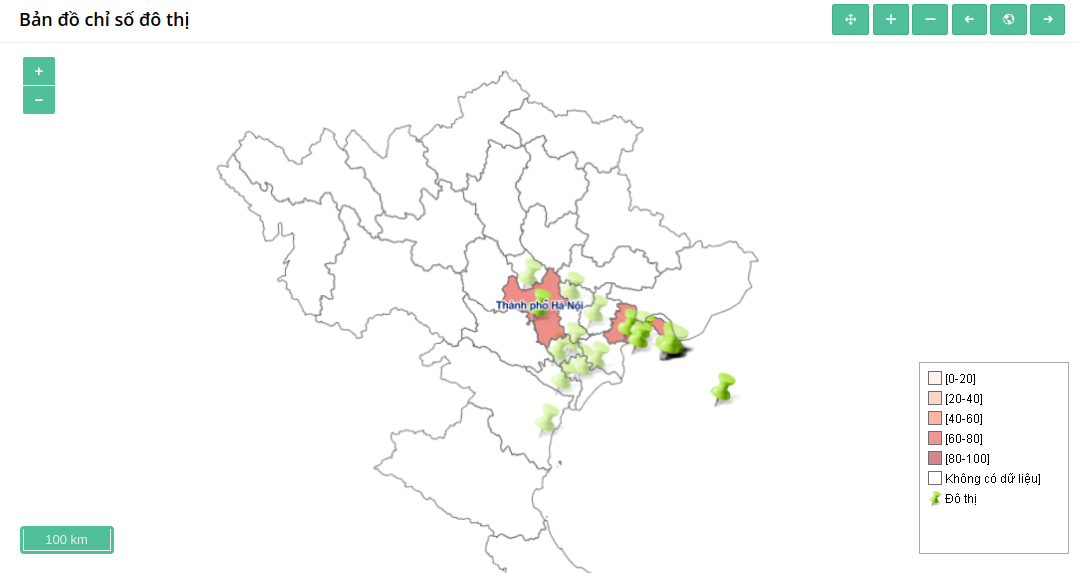 Bản đồ chỉ số đô thị
+
−
Thành phố Hà Nội
[0-20]
[20-40]
[40-60]
[60-80]
[80-100]
Không có dữ liệu]
Đô thị
100 km